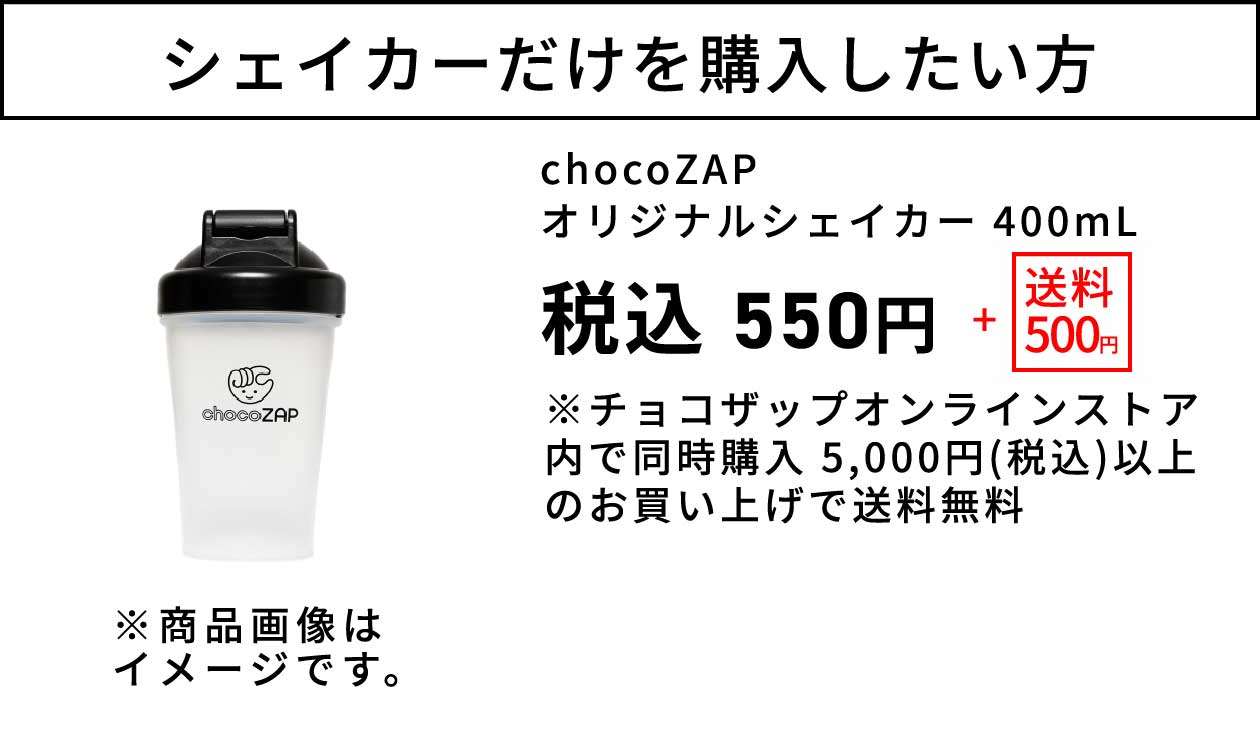 シェイカーだけを購入したい方
chocoZAP
オリジナルシェイカー 400mL
税込 550円 + 送料 500円
※チョコザップオンラインストア
内で同時購入 5,000円(税込)以上
のお買い上げで送料無料
chocoZAP
※商品画像は
イメージです。